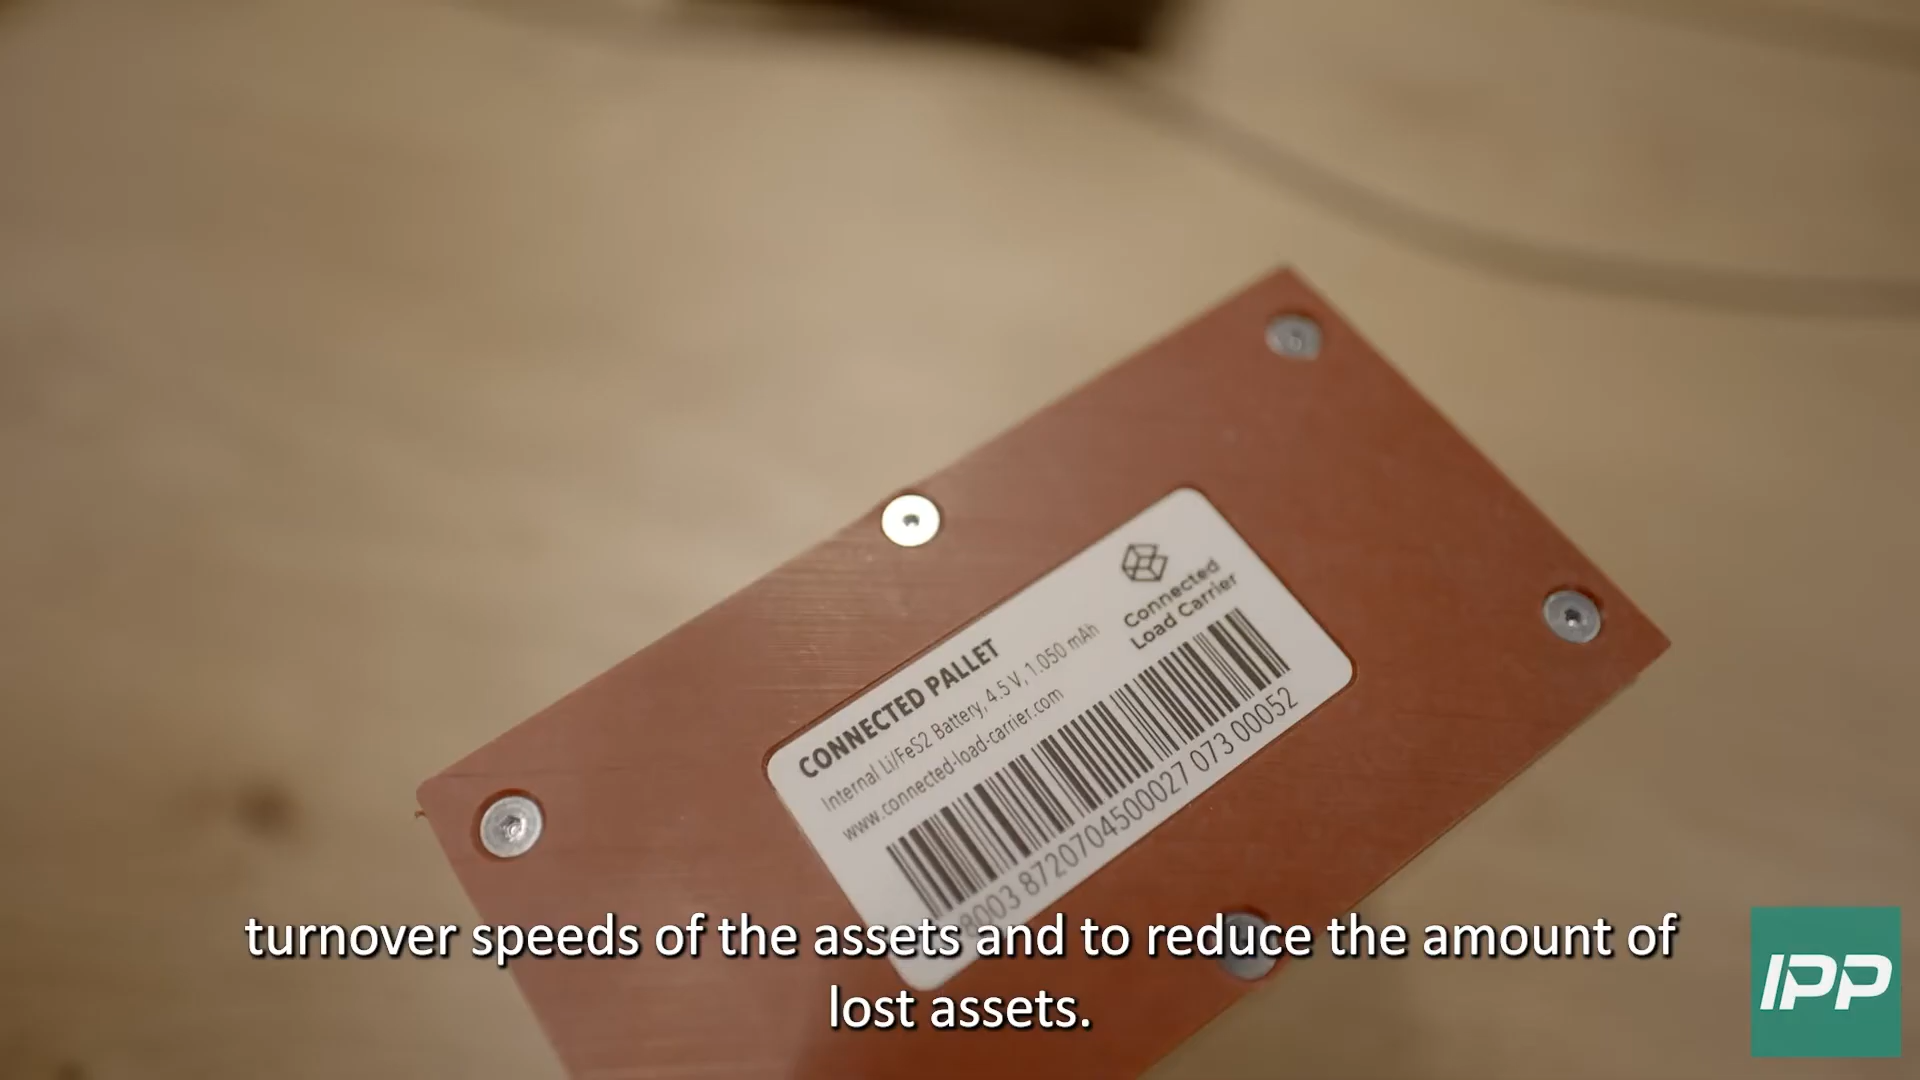 Connected
Load Carrier
CONNECTED PALLET
Internal Li/FeS2 Battery, 4.5 V, 1.050 mAh
www.connected-load-carrier.com
8003 8720704500027 073 00052
turnover speeds of the assets and to reduce the amount of
lost assets.
IPP